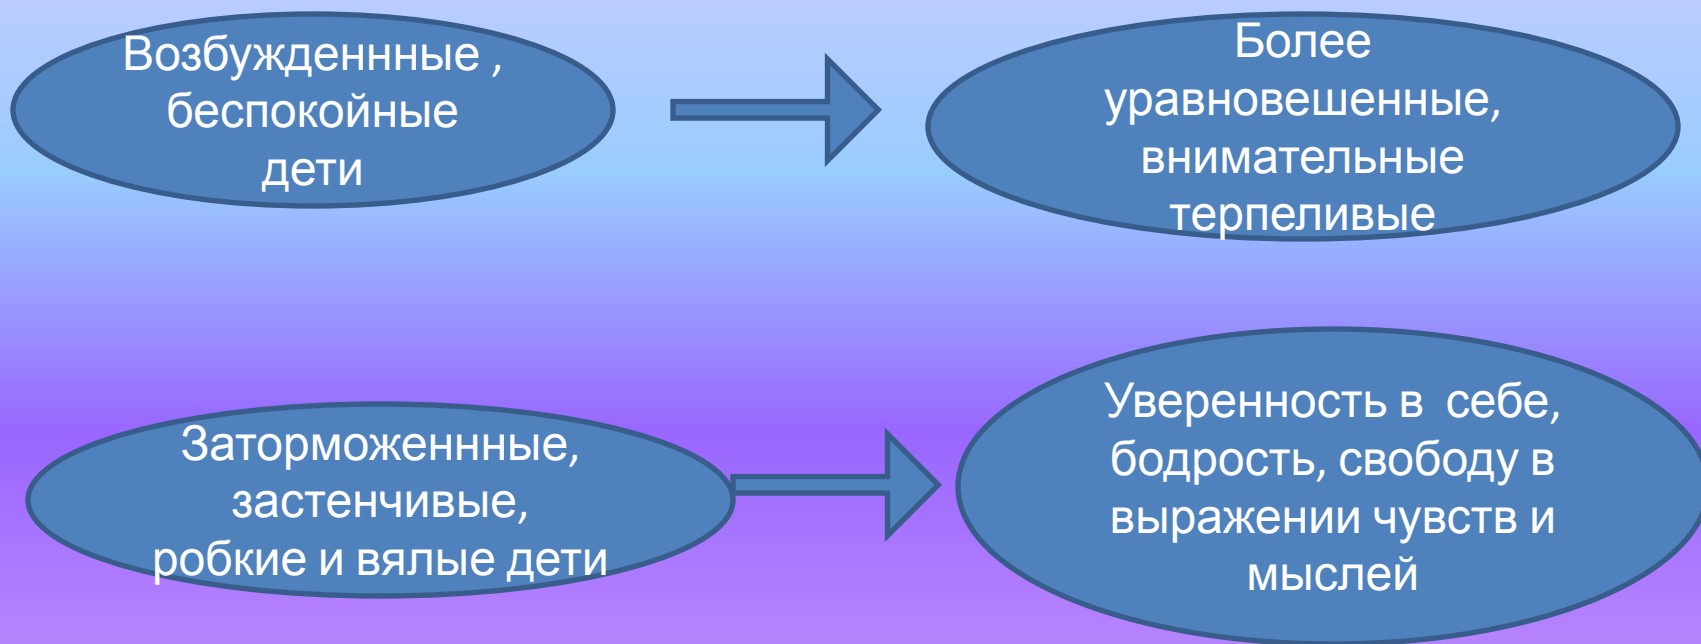 Возбужденнные ,
беспокойные
дети
Более
уравновешенные,
внимательные
терпеливые
Заторможеннные,
застенчивые,
робкие и вялые дети
Уверенность в себе,
бодрость, свободу в
выражении чувств и
мыслей